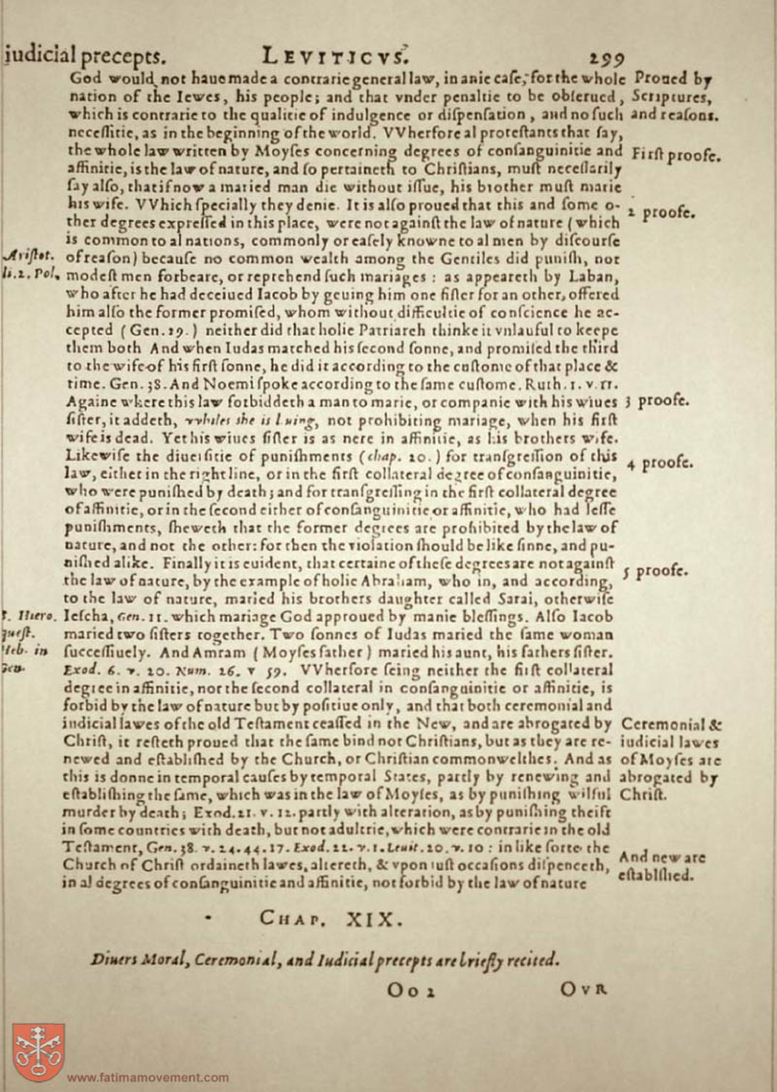 iudicial precepts. LEVITICVS. 299
God would not haue made a contrarie general law, in anie case, for the whole
nation of the Iewes, his people; and that vnder penaltie to be obserued,
which is contrarie to the qualitie of indulgence or dispensation, and no such
necessitie, as in the beginning of the world. VVherfore al protestants that say,
the whole law written by Moyses concerning degrees of consanguinitie and
affinitie, is the law of nature, and so pertaineth to Christians, must necessarily
say also, that if now a maried man die without issue, his brother must marie
his wife. VVhich specially they denie. It is also proued that this and some o-
ther degrees expressed in this place, were not against the law of nature (which
is common to al nations, commonly or easely knowne to al men by discourse
of reason) because no common wealth among the Gentiles did punish, not
modest men forbeare, or reprehend such mariages : as appeareth by Laban,
who after he had deceiued Iacob by geuing him one sister for an other, offered
him also the former promised, whom without difficultie of conscience he ac-
cepted (Gen. 29.) neither did that holie Patriarch thinke it vnlauful to keepe
them both And when Iudas matched his second sonne, and promised the third
to the wife of his first sonne, he did it according to the custome of that place &
time. Gen. 38. And Noemi spoke according to the same custome. Ruth. 1. v. 11.
Againe where this law forbiddeth a man to marie, or companie with his wiues
sister, it addeth, vvhiles she is liuing, not prohibiting mariage, when his first
wife is dead. Yet his wiues sister is as nere in affinitie, as his brothers wife.
Likewise the diuersitie of punishments (chap. 20.) for transgression of this
law, either in the right line, or in the first collateral degree of consanguinitie,
who were punished by death; and for transgressing in the first collateral degree
of affinitie, or in the second either of consanguinitie or affinitie, who had lesse
punishments, sheweth that the former degrees are prohibited by the law of
nature, and not the other: for then the violation should be like sinne, and pu-
nished alike. Finally it is euident, that certaine of these degrees are not against
the law of nature, by the example of holie Abraham, who in, and according,
to the law of nature, maried his brothers daughter called Sarai, otherwise
Iescha, Gen. 11. which mariage God approued by manie blessings. Also Iacob
maried two sisters together. Two sonnes of Iudas maried the same woman
successiuely. And Amram (Moyses father) maried his aunt, his fathers sister.
Exod. 6. v. 20. Num. 26. v 59. VVherfore seing neither the first collateral
degree in affinitie, nor the second collateral in consanguinitie or affinitie, is
forbid by the law of nature but by positiue only, and that both ceremonial and
iudicial lawes of the old Testament ceassed in the New, and are abrogated by
Christ, it resteth proued that the same bind not Christians, but as they are re-
newed and established by the Church, or Christian commonwelthes. And as
this is donne in temporal causes by temporal States, partly by renewing and
establishing the same, which was in the law of Moyses, as by punishing wilful
murder by death; Exod. 21. v. 12. partly with alteration, as by punishing theift
in some countries with death, but not adultrie, which were contrarie in the old
Testament, Gen. 38. v. 24. 44. 17. Exod. 22. v. 1. Leuit. 20. v. 10 : in like sorte the
Church of Christ ordaineth lawes, altereth, & vpon iust occasions dispenceth,
in al degrees of consanguinitie and affinitie, not forbid by the law of nature
Proued by
Scriptures,
and reasons.
First proofe.
2 proofe.
3 proofe.
4 proofe.
5 proofe.
Ceremonial &
iudicial lawes
of Moyses are
abrogated by
Christ.
And new are
established.
Aristot.
li. 2. Pol.
S. Hiero.
quest.
Heb. in
Gen.
CHAP. XIX.
Diuers Moral, Ceremonial, and Iudicial precepts are briefly recited.
Oo 2 OVR
www.fatimamovement.com